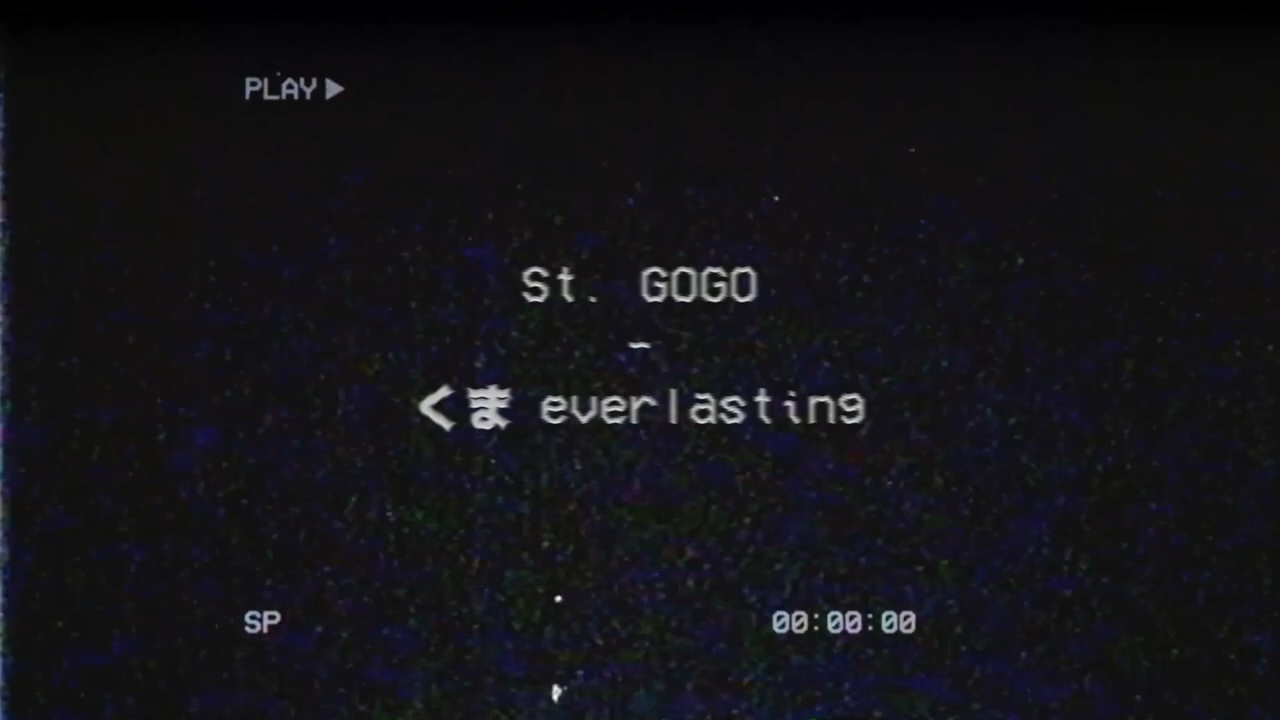 PLAY▶
St. GOGO
~
くま everlasting
SP
00:00:00